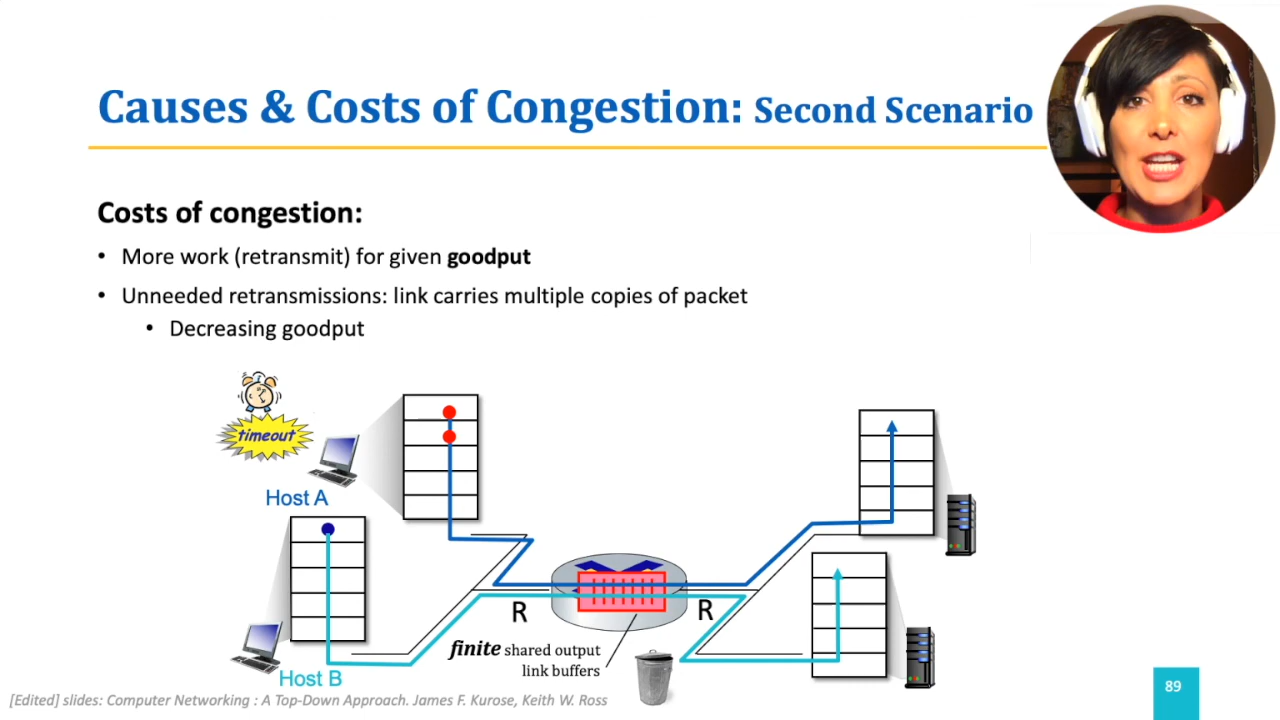 Causes & Costs of Congestion: Second Scenario
Costs of congestion:
• More work (retransmit) for given goodput
• Unneeded retransmissions: link carries multiple copies of packet
• Decreasing goodput
timeout
Host A
R
R
finite shared output
link buffers
Host B
89
[Edited] slides: Computer Networking : A Top-Down Approach. James F. Kurose, Keith W. Ross